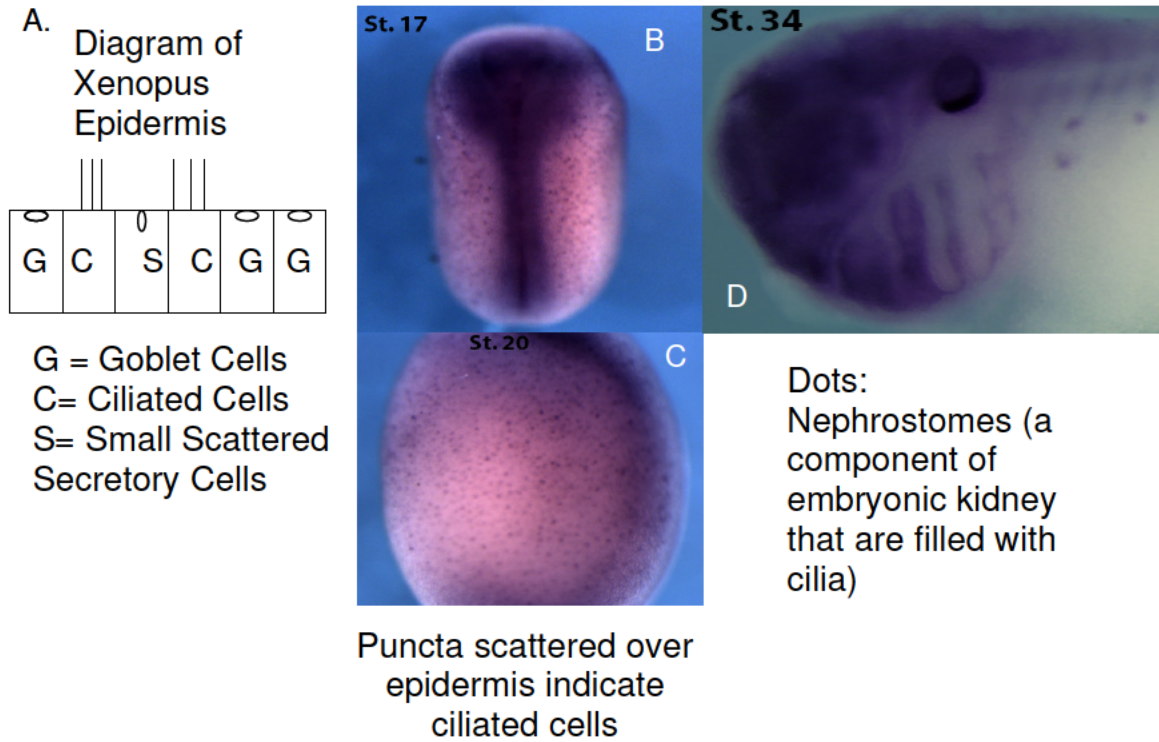 A.
Diagram of
Xenopus
Epidermis
G C S C G G
G = Goblet Cells
C= Ciliated Cells
S= Small Scattered
Secretory Cells
St. 17
B
St. 20
C
Puncta scattered over
epidermis indicate
ciliated cells
St. 34
D
Dots:
Nephrostomes (a
component of
embryonic kidney
that are filled with
cilia)